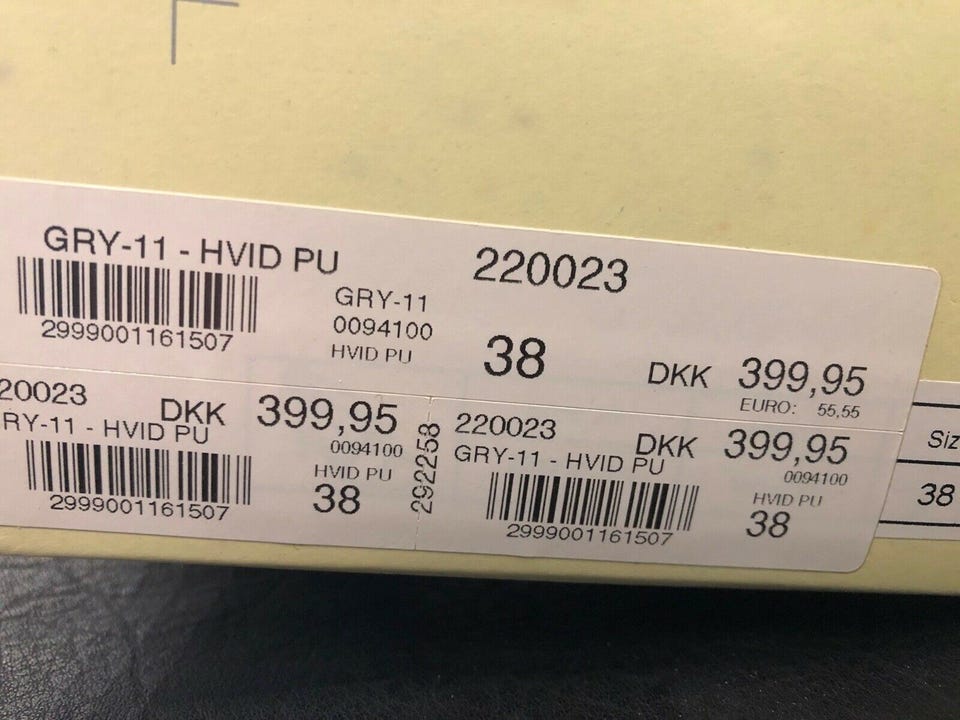 GRY-11 - HVID PU
220023
2999001161507
GRY-11
0094100
HVID PU
38
DKK 399,95
EURO: 55,55
20023
DKK 399,95
RY-11 - HVID PU
0094100
HVID PU
38
2999001161507
292258
220023
DKK 399,95
GRY-11 - HVID PU
0094100
HVID PU
38
2999001161507
Siz
38